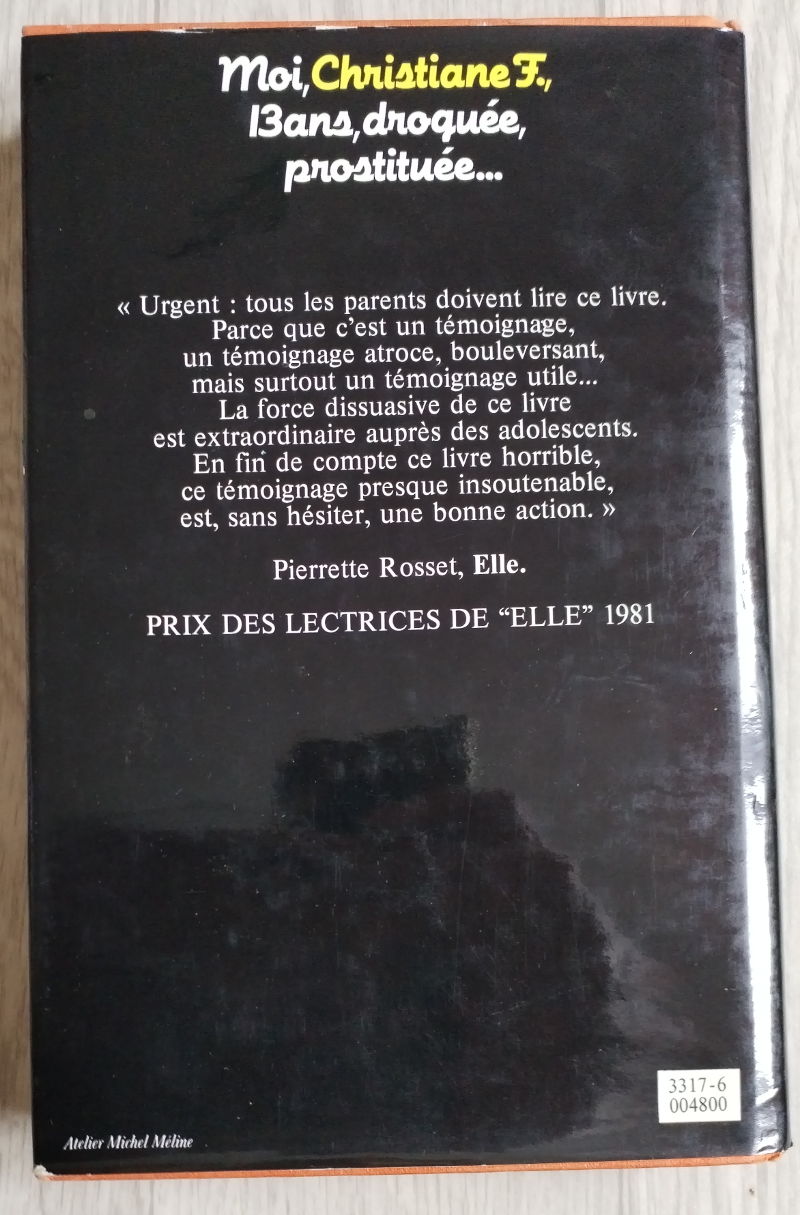 Moi, Christiane F.,
13 ans, droguée,
prostituée...
« Urgent : tous les parents doivent lire ce livre.
Parce que c'est un témoignage,
un témoignage atroce, bouleversant,
mais surtout un témoignage utile...
La force dissuasive de ce livre
est extraordinaire auprès des adolescents.
En fin de compte ce livre horrible,
ce témoignage presque insoutenable,
est, sans hésiter, une bonne action. »
Pierrette Rosset, Elle.
PRIX DES LECTRICES DE “ELLE” 1981
3317-6
004800
Atelier Michel Méline